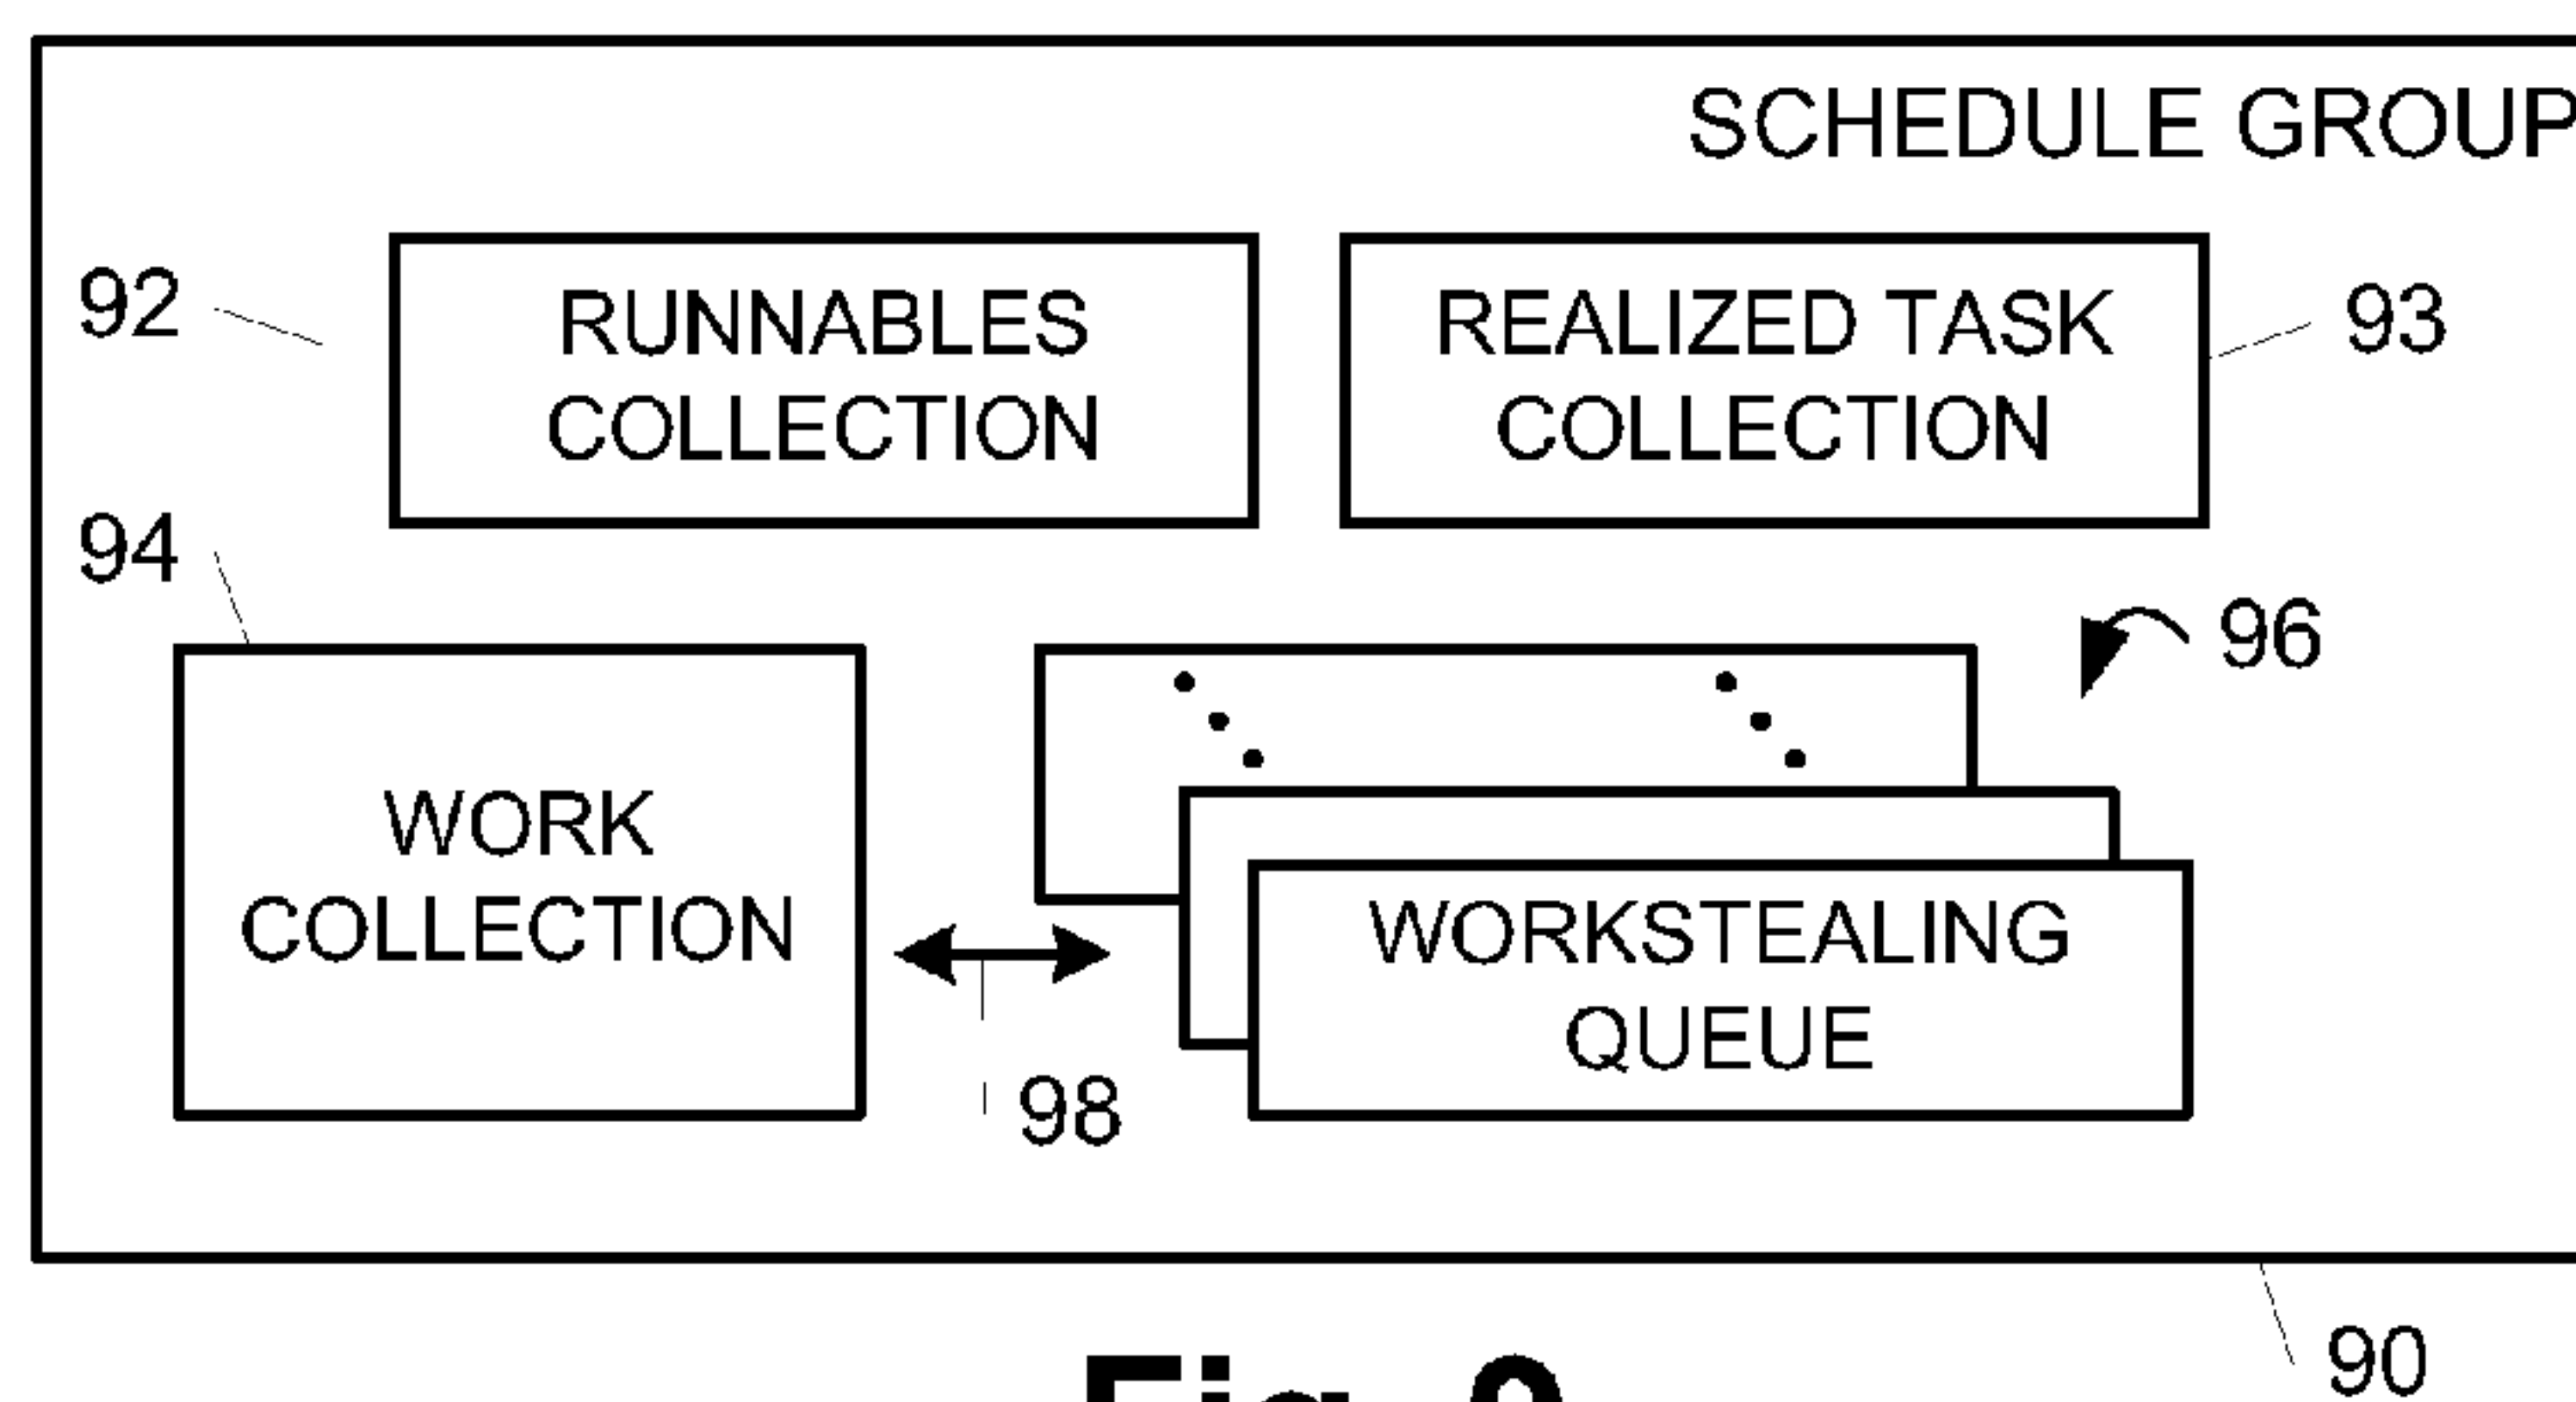 SCHEDULE GROUP
92
RUNNABLES
COLLECTION
REALIZED TASK
COLLECTION
93
94
96
WORK
COLLECTION
WORKSTEALING
QUEUE
98
90